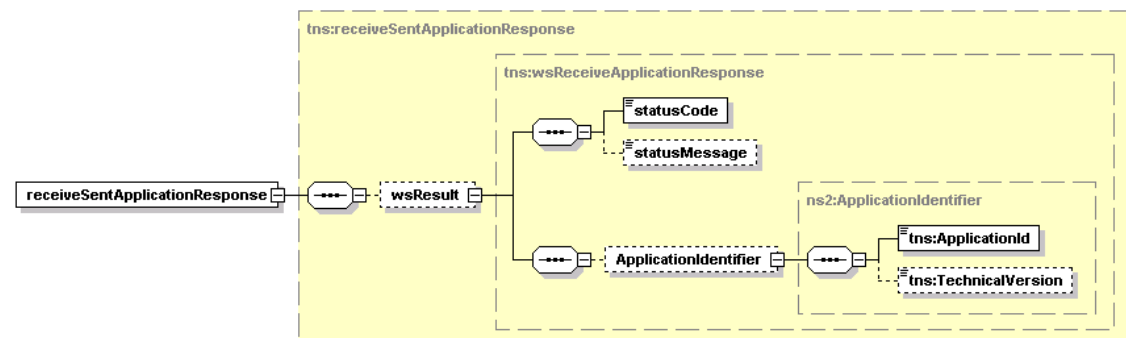 tns:receiveSentApplicationResponse
tns:wsReceiveApplicationResponse
statusCode
statusMessage
receiveSentApplicationResponse
wsResult
ns2:ApplicationIdentifier
ApplicationIdentifier
tns:ApplicationId
tns:TechnicalVersion